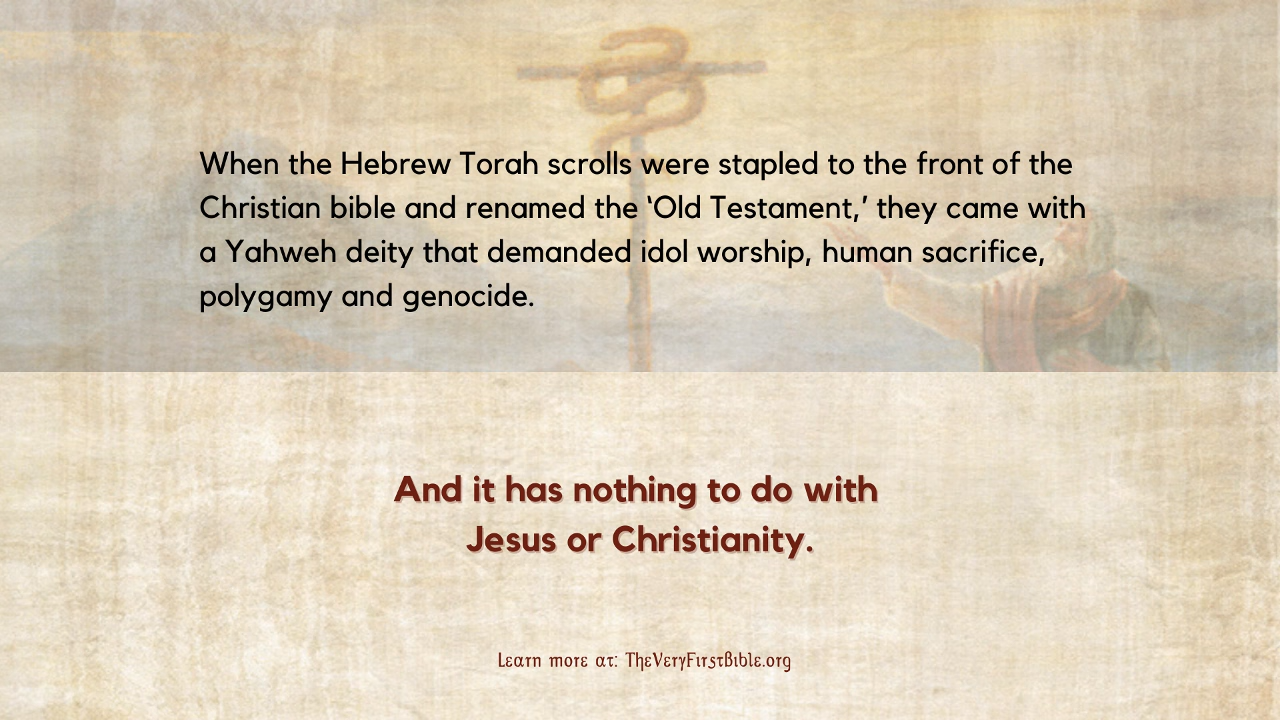 When the Hebrew Torah scrolls were stapled to the front of the
Christian bible and renamed the ‘Old Testament,’ they came with
a Yahweh deity that demanded idol worship, human sacrifice,
polygamy and genocide.
And it has nothing to do with
Jesus or Christianity.
Learn more at: TheVeryFirstBible.org